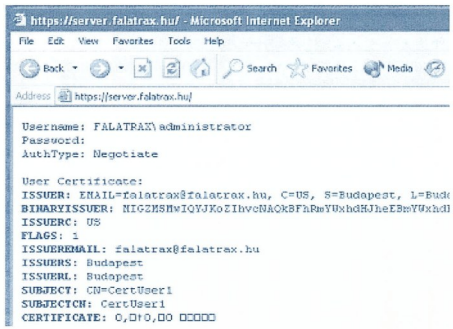 https://server.falatrax.hu/ - Microsoft Internet Explorer
File Edit View Favorites Tools Help
Back Search Favorites Media
Address https://server.falatrax.hu/
Username: FALATRAX\administrator
Password:
AuthType: Negotiate
User Certificate:
ISSUER: EMAIL=falatrax@falatrax.hu, C=US, S=Budapest, L=Bud
BINARYISSUER:
ISSUERC: US
FLAGS: 1
ISSUEREMAIL: falatrax@falatrax.hu
ISSUERS: Budapest
ISSUERL: Budapest
SUBJECT: CN=CertUser1
SUBJECTCN: CertUser1
CERTIFICATE: 0,□†0,□0 □□□□□